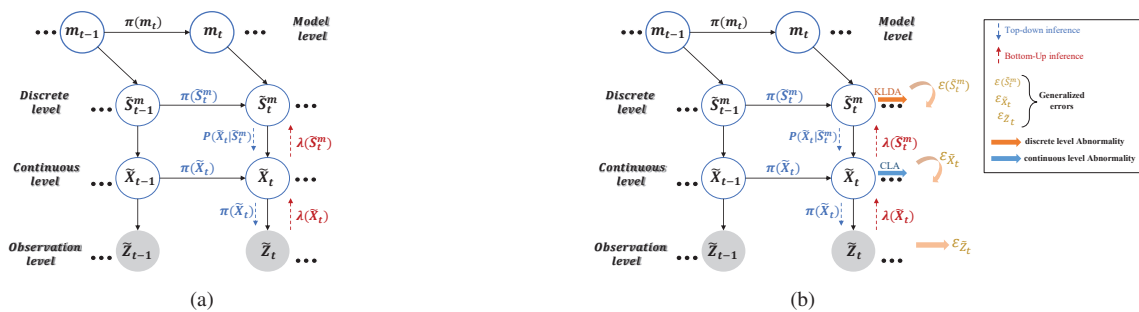 m_{t-1} π(m_t) m_t Model level
Discrete level S̃^m_{t-1} π(S̃^m_t) S̃^m_t
P(X̃_t|S̃^m_t) λ(S̃^m_t)
Continuous level X̃_{t-1} π(X̃_t) X̃_t
π(X̃_t) λ(X̃_t)
Observation level Z̃_{t-1} Z̃_t
(a)
m_{t-1} π(m_t) m_t Model level
Discrete level S̃^m_{t-1} π(S̃^m_t) S̃^m_t KLDA ε(S̃^m_t)
P(X̃_t|S̃^m_t) λ(S̃^m_t)
Continuous level X̃_{t-1} π(X̃_t) X̃_t CLA ε_{X̃_t}
π(X̃_t) λ(X̃_t)
Observation level Z̃_{t-1} Z̃_t ε_{Z̃_t}
(b)
Top-down inference
Bottom-Up inference
ε(S̃^m_t)
ε_{X̃_t}
ε_{Z̃_t}
Generalized
errors
discrete level Abnormality
continuous level Abnormality